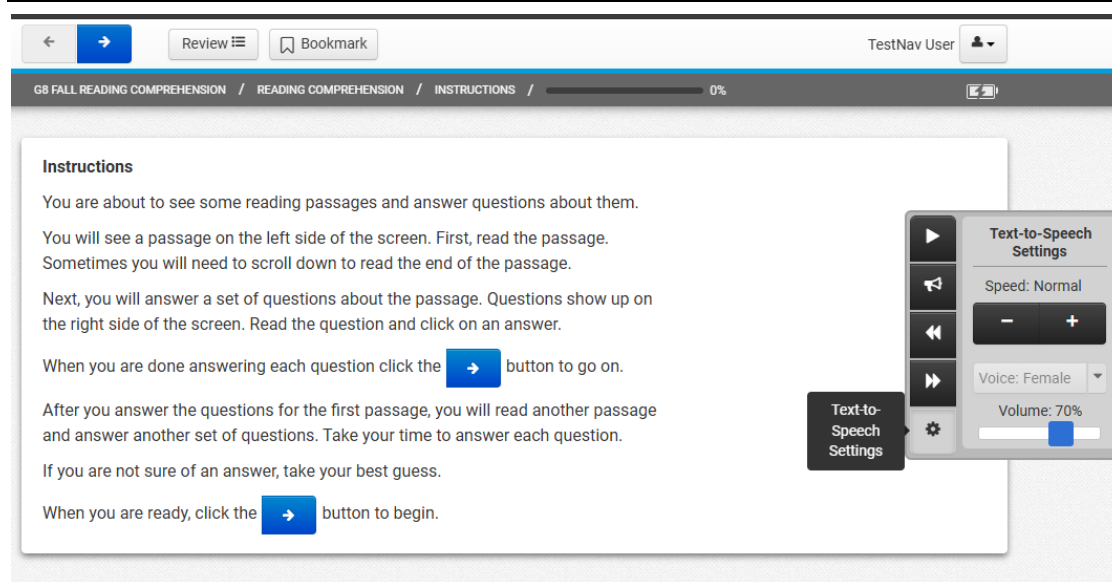 Review
Bookmark
TestNav User
G8 FALL READING COMPREHENSION / READING COMPREHENSION / INSTRUCTIONS / 0%
Instructions
You are about to see some reading passages and answer questions about them.
You will see a passage on the left side of the screen. First, read the passage.
Sometimes you will need to scroll down to read the end of the passage.
Next, you will answer a set of questions about the passage. Questions show up on
the right side of the screen. Read the question and click on an answer.
When you are done answering each question click the button to go on.
After you answer the questions for the first passage, you will read another passage
and answer another set of questions. Take your time to answer each question.
If you are not sure of an answer, take your best guess.
When you are ready, click the button to begin.
Text-to-
Speech
Settings
Text-to-Speech
Settings
Speed: Normal
Voice: Female
Volume: 70%